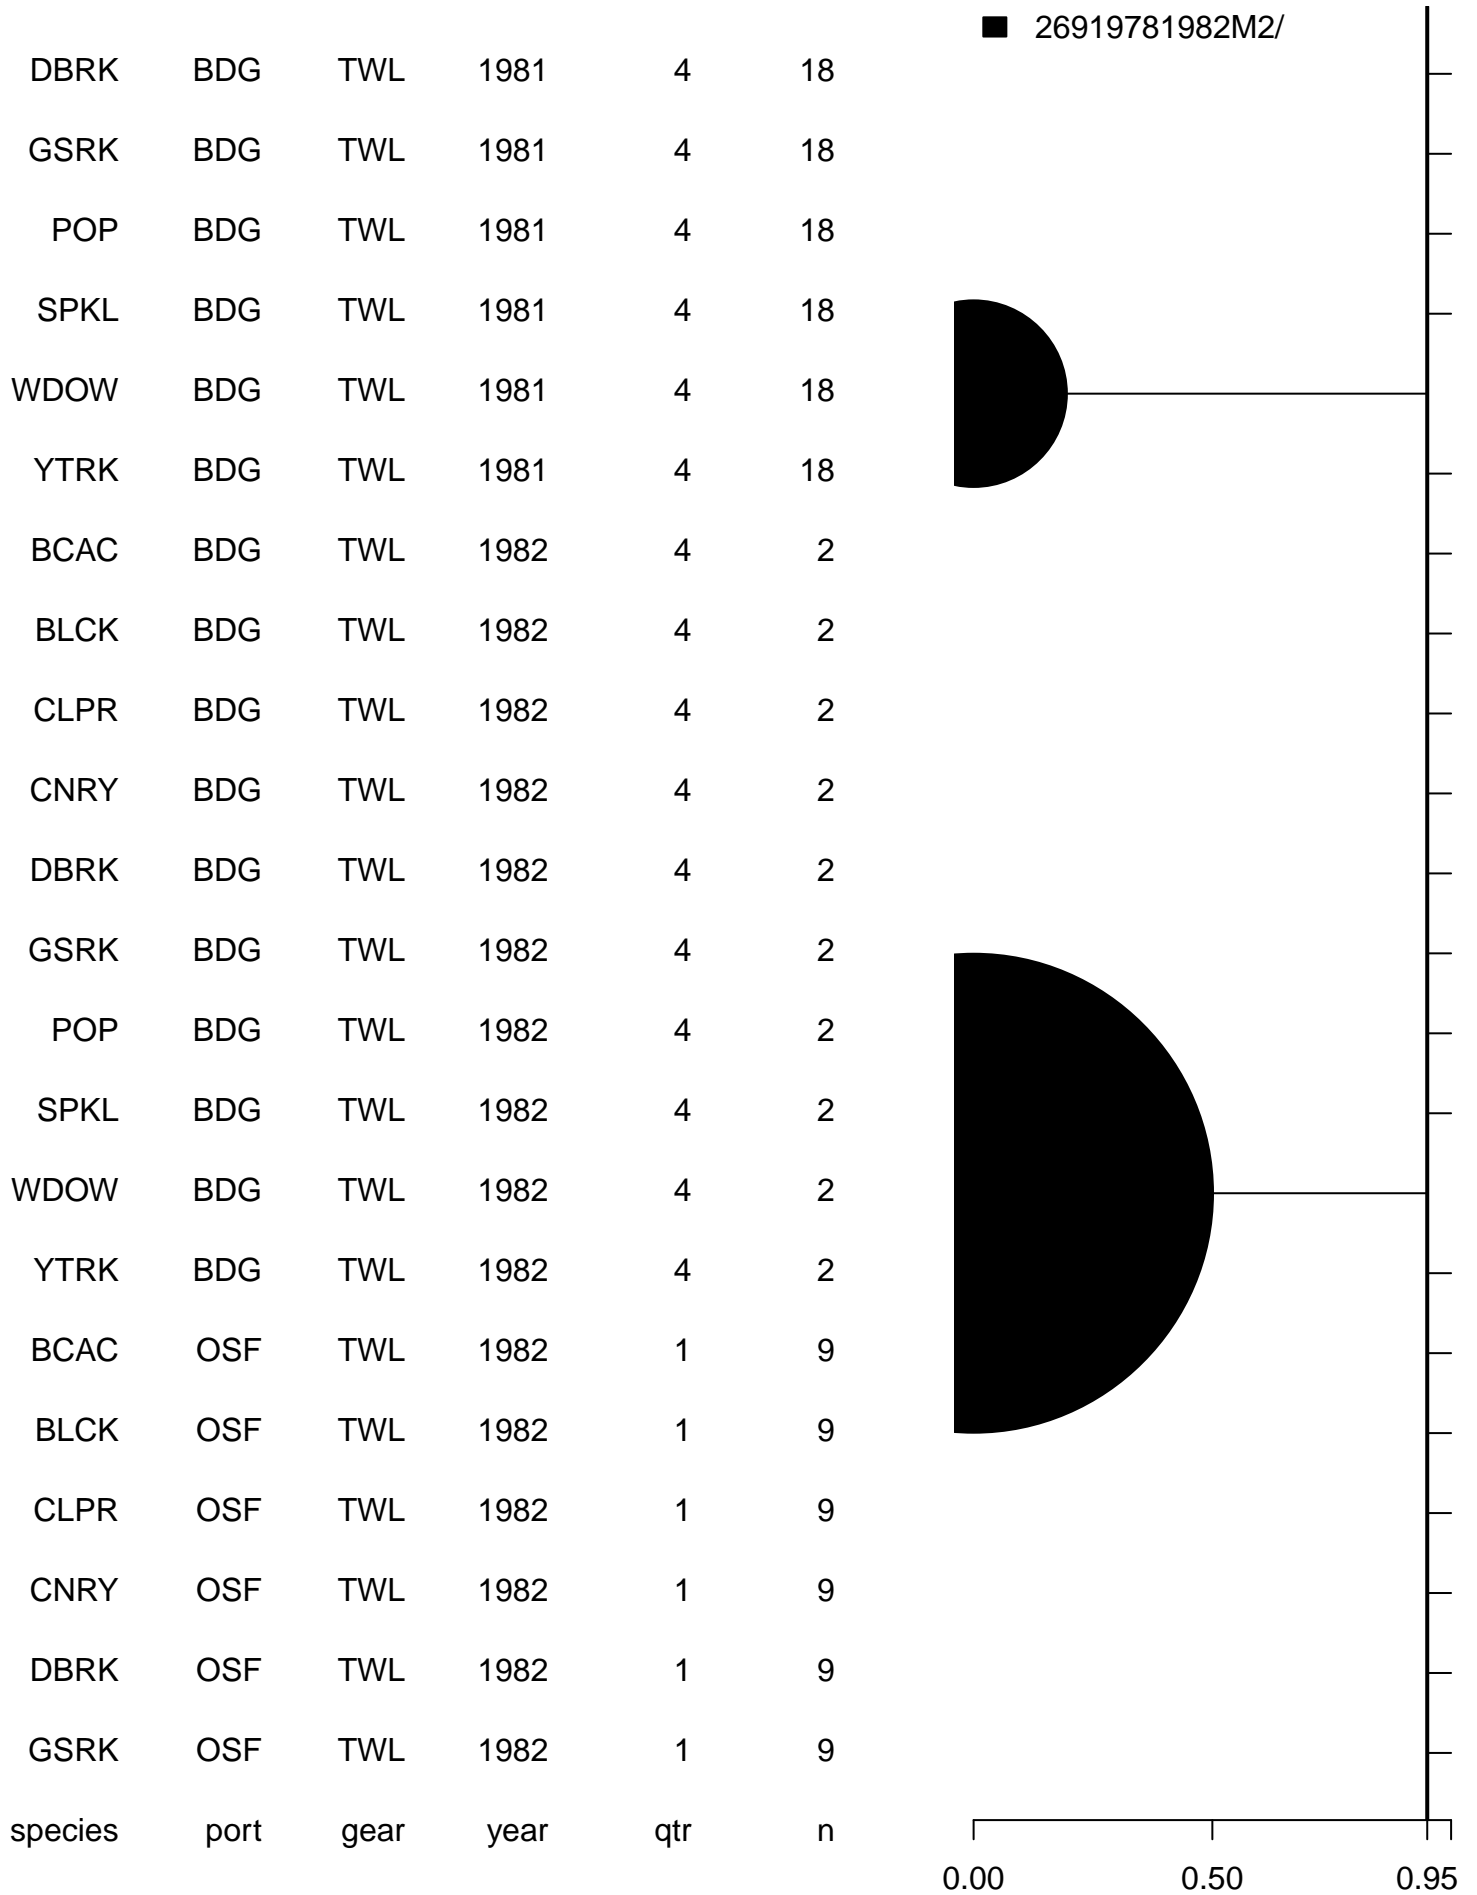 26919781982M2/
DBRK BDG TWL 1981 4 18
GSRK BDG TWL 1981 4 18
POP BDG TWL 1981 4 18
SPKL BDG TWL 1981 4 18
WDOW BDG TWL 1981 4 18
YTRK BDG TWL 1981 4 18
BCAC BDG TWL 1982 4 2
BLCK BDG TWL 1982 4 2
CLPR BDG TWL 1982 4 2
CNRY BDG TWL 1982 4 2
DBRK BDG TWL 1982 4 2
GSRK BDG TWL 1982 4 2
POP BDG TWL 1982 4 2
SPKL BDG TWL 1982 4 2
WDOW BDG TWL 1982 4 2
YTRK BDG TWL 1982 4 2
BCAC OSF TWL 1982 1 9
BLCK OSF TWL 1982 1 9
CLPR OSF TWL 1982 1 9
CNRY OSF TWL 1982 1 9
DBRK OSF TWL 1982 1 9
GSRK OSF TWL 1982 1 9
species port gear year qtr n
0.00 0.50 0.95